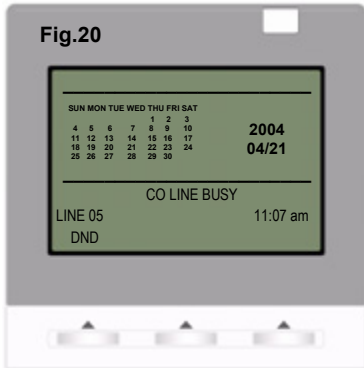 Fig.20
SUN MON TUE WED THU FRI SAT
1 2 3
4 5 6 7 8 9 10
11 12 13 14 15 16 17
18 19 20 21 22 23 24
25 26 27 28 29 30
2004
04/21
CO LINE BUSY
LINE 05 11:07 am
DND